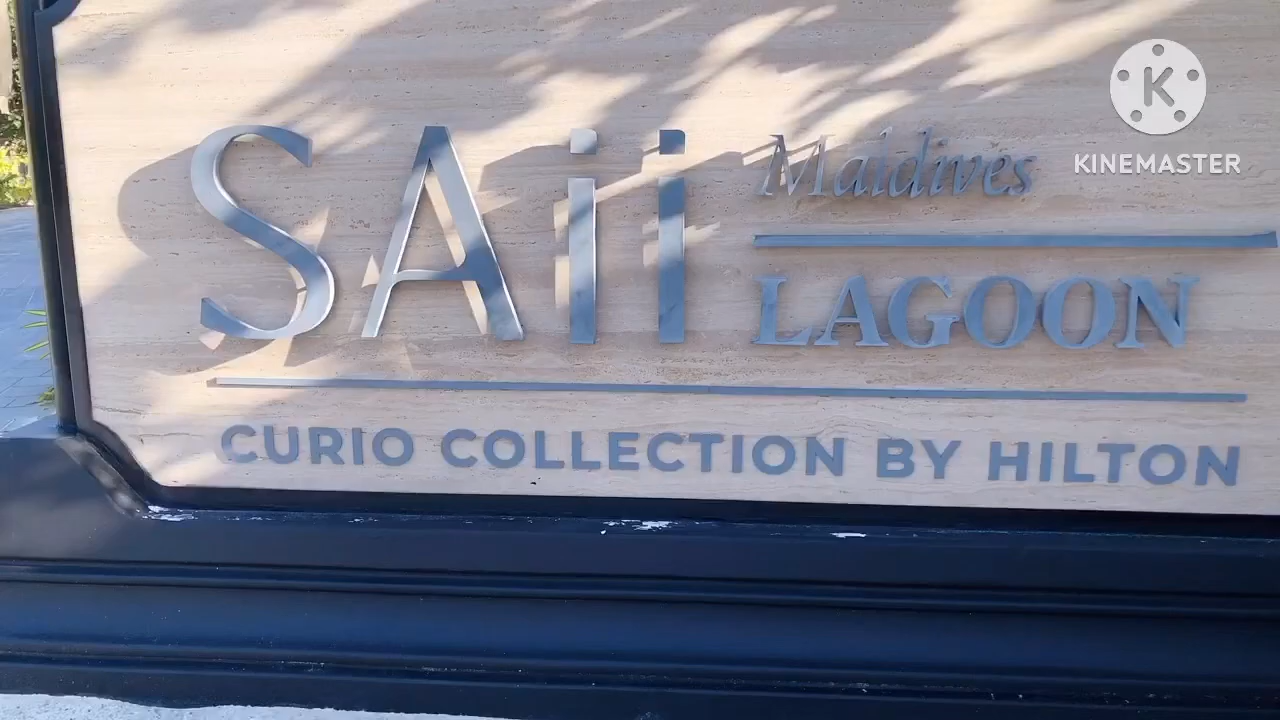 SAii
Maldives
LAGOON
CURIO COLLECTION BY HILTON
K
KINEMASTER